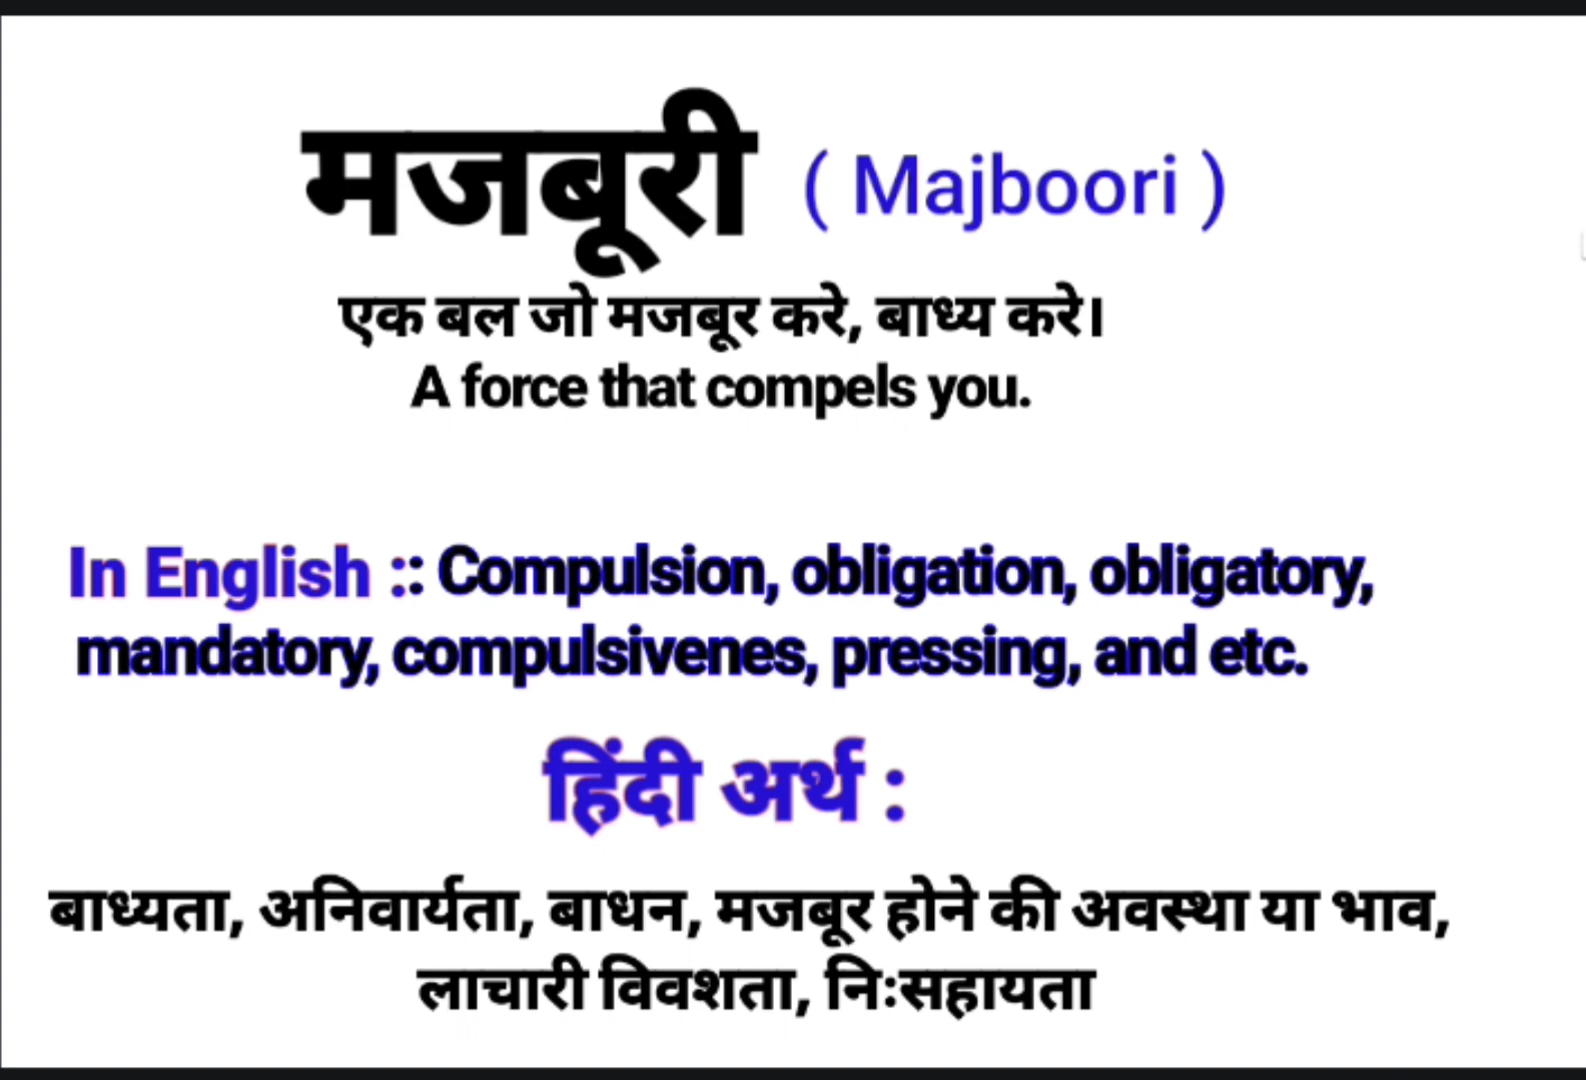 मजबूरी ( Majboori )
एक बल जो मजबूर करे, बाध्य करे।
A force that compels you.
In English :: Compulsion, obligation, obligatory,
mandatory, compulsivenes, pressing, and etc.
हिंदी अर्थ :
बाध्यता, अनिवार्यता, बाधन, मजबूर होने की अवस्था या भाव,
लाचारी विवशता, निःसहायता